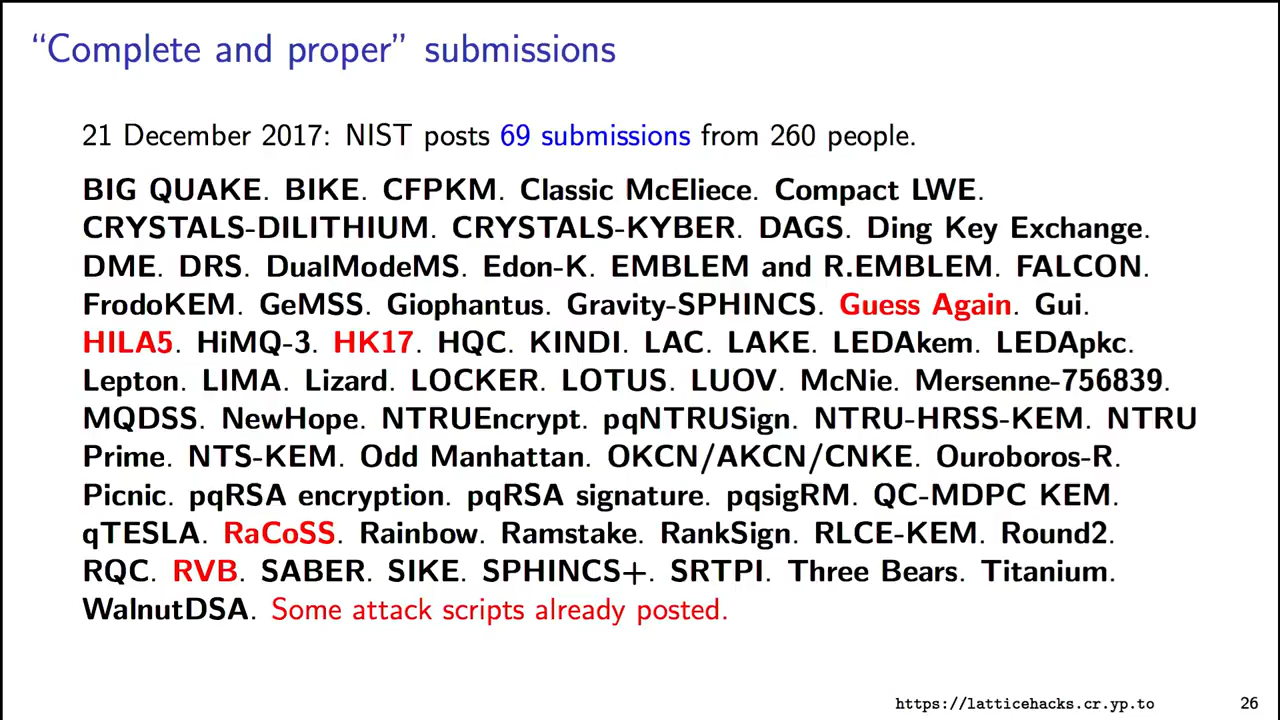 “Complete and proper” submissions
21 December 2017: NIST posts 69 submissions from 260 people.
BIG QUAKE. BIKE. CFPKM. Classic McEliece. Compact LWE.
CRYSTALS-DILITHIUM. CRYSTALS-KYBER. DAGS. Ding Key Exchange.
DME. DRS. DualModeMS. Edon-K. EMBLEM and R.EMBLEM. FALCON.
FrodoKEM. GeMSS. Giophantus. Gravity-SPHINCS. Guess Again. Gui.
HILA5. HiMQ-3. HK17. HQC. KINDI. LAC. LAKE. LEDAkem. LEDApkc.
Lepton. LIMA. Lizard. LOCKER. LOTUS. LUOV. McNie. Mersenne-756839.
MQDSS. NewHope. NTRUEncrypt. pqNTRUSign. NTRU-HRSS-KEM. NTRU
Prime. NTS-KEM. Odd Manhattan. OKCN/AKCN/CNKE. Ouroboros-R.
Picnic. pqRSA encryption. pqRSA signature. pqsigRM. QC-MDPC KEM.
qTESLA. RaCoSS. Rainbow. Ramstake. RankSign. RLCE-KEM. Round2.
RQC. RVB. SABER. SIKE. SPHINCS+. SRTPI. Three Bears. Titanium.
WalnutDSA. Some attack scripts already posted.
https://latticehacks.cr.yp.to 26